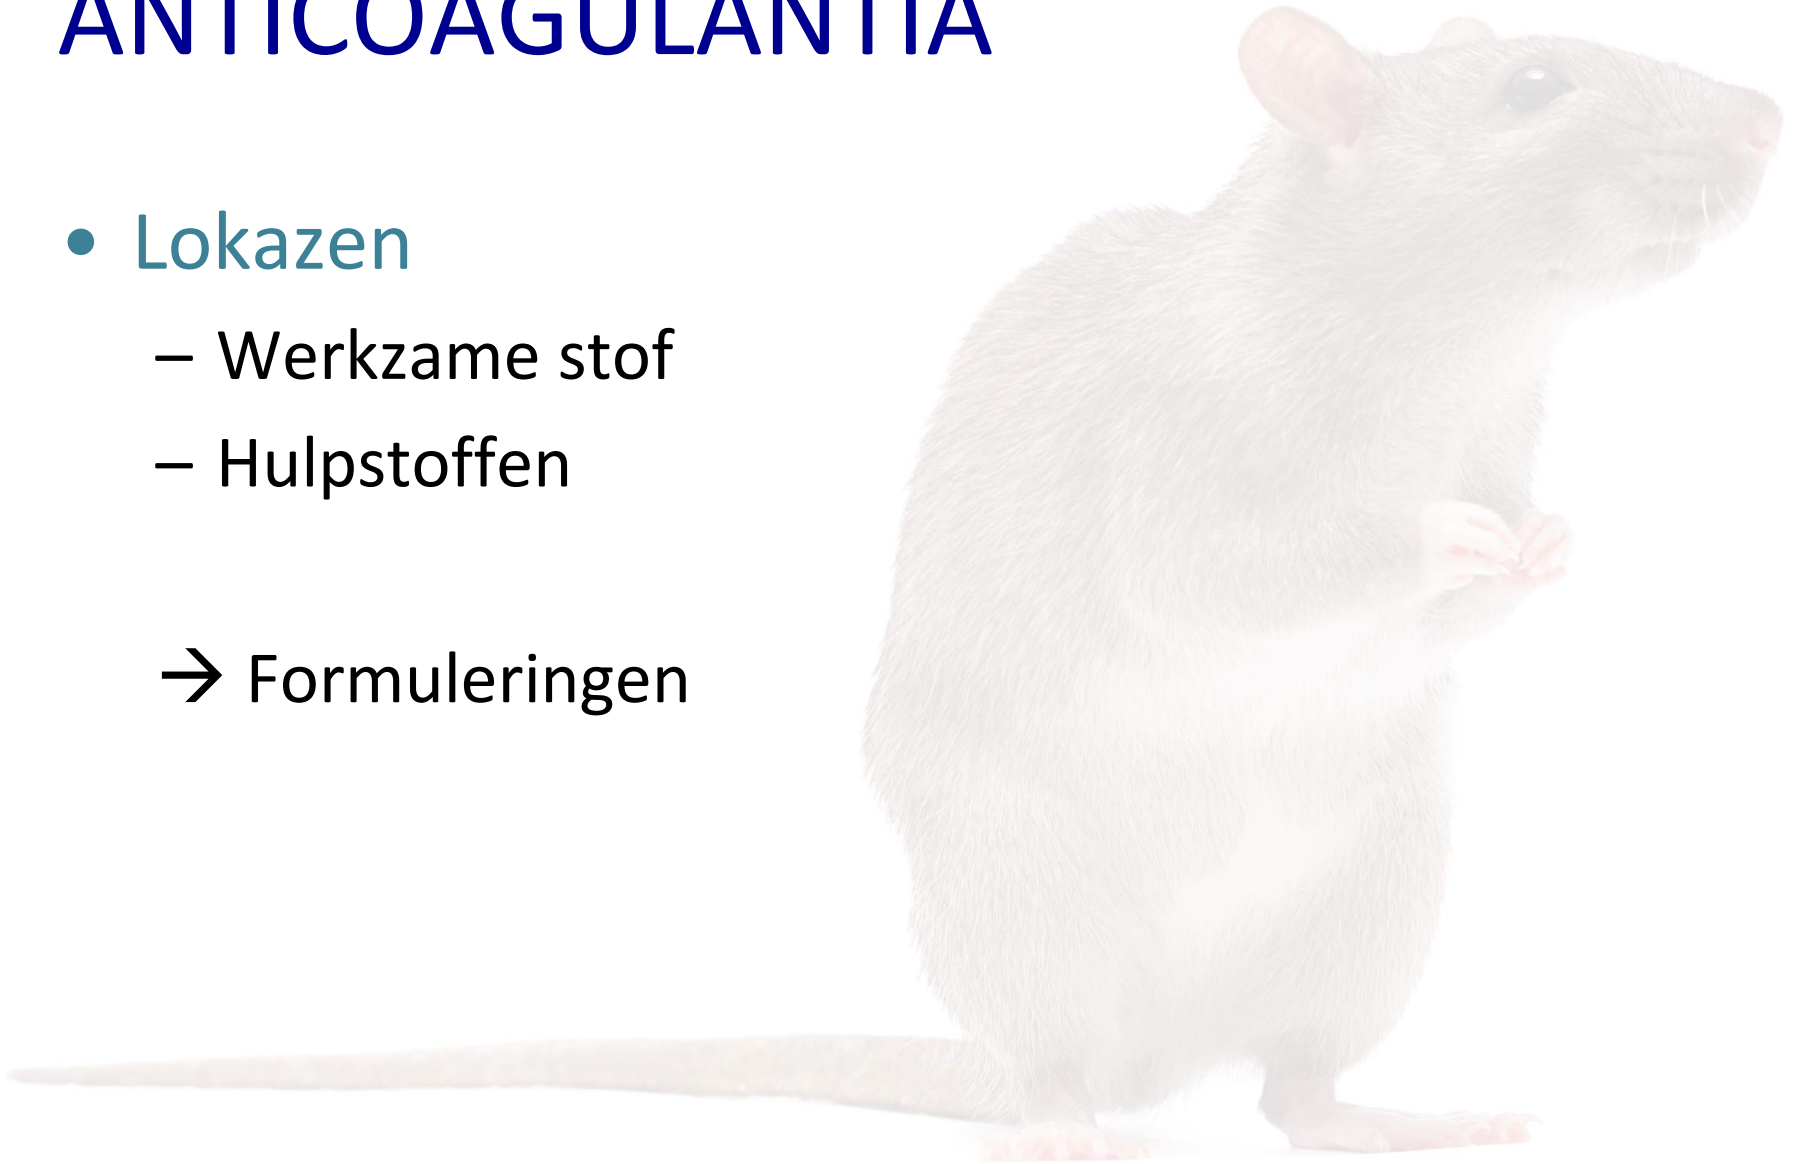 ANTICOAGULANTIA
• Lokazen
– Werkzame stof
– Hulpstoffen
→ Formuleringen